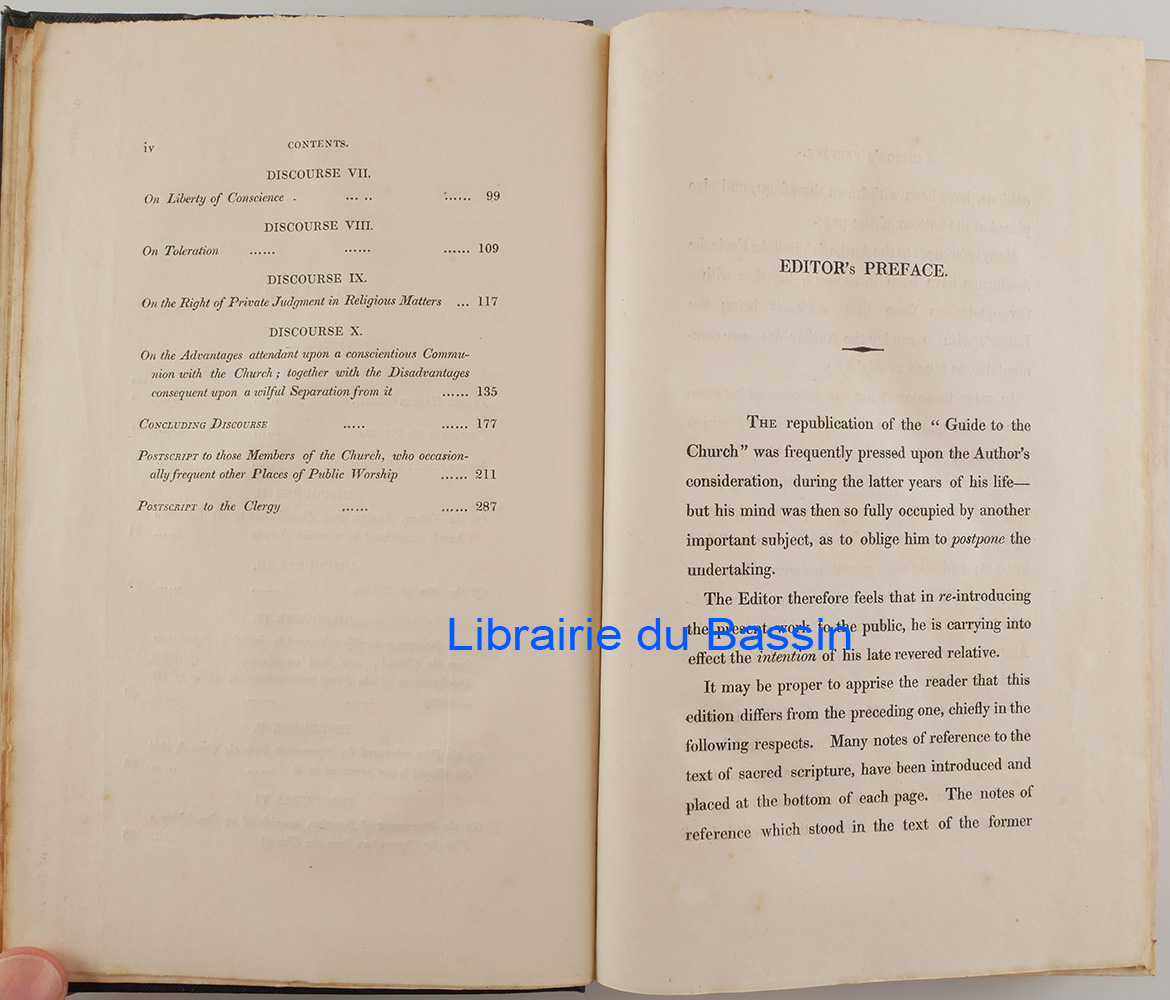 iv CONTENTS.
DISCOURSE VII.
On Liberty of Conscience . ... .. ...... 99
DISCOURSE VIII.
On Toleration ...... ...... ...... 109
DISCOURSE IX.
On the Right of Private Judgment in Religious Matters ... 117
DISCOURSE X.
On the Advantages attendant upon a conscientious Commu-
nion with the Church; together with the Disadvantages
consequent upon a wilful Separation from it ...... 135
CONCLUDING DISCOURSE ..... ...... 177
POSTSCRIPT to those Members of the Church, who occasion-
ally frequent other Places of Public Worship ...... 211
POSTSCRIPT to the Clergy ...... ...... 287
EDITOR's PREFACE.
THE republication of the "Guide to the
Church" was frequently pressed upon the Author's
consideration, during the latter years of his life—
but his mind was then so fully occupied by another
important subject, as to oblige him to postpone the
undertaking.
The Editor therefore feels that in re-introducing
the present work to the public, he is carrying into
effect the intention of his late revered relative.
It may be proper to apprise the reader that this
edition differs from the preceding one, chiefly in the
following respects. Many notes of reference to the
text of sacred scripture, have been introduced and
placed at the bottom of each page. The notes of
reference which stood in the text of the former
Librairie du Bassin